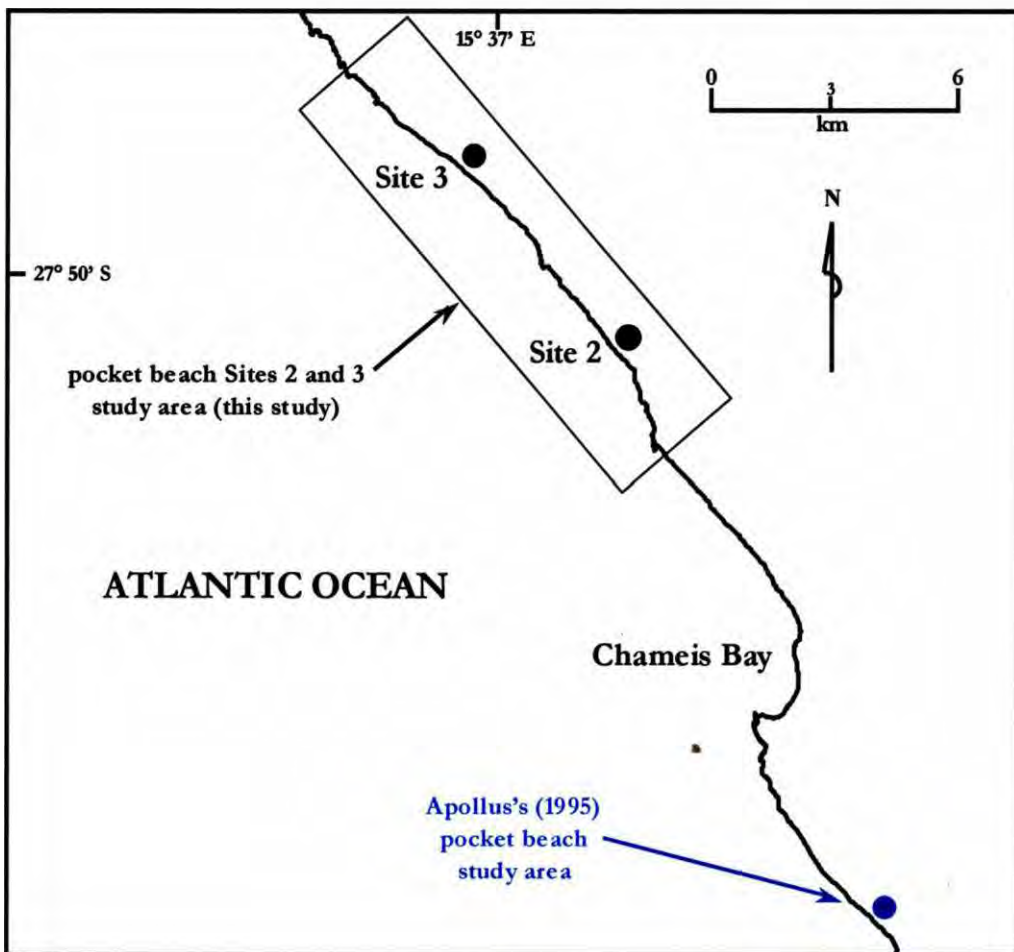 15° 37' E
0
3
6
km
N
Site 3
27° 50' S
Site 2
pocket beach Sites 2 and 3
study area (this study)
ATLANTIC OCEAN
Chameis Bay
Apollus's (1995)
pocket beach
study area